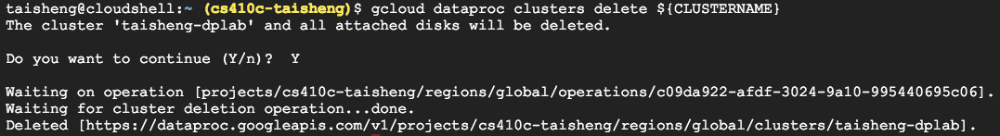 taisheng@cloudshell:~ (cs410c-taisheng)$ gcloud dataproc clusters delete ${CLUSTERNAME}
The cluster 'taisheng-dplab' and all attached disks will be deleted.
Do you want to continue (Y/n)?  Y
Waiting on operation [projects/cs410c-taisheng/regions/global/operations/c09da922-afdf-3024-9a10-995440695c06].
Waiting for cluster deletion operation...done.
Deleted [https://dataproc.googleapis.com/v1/projects/cs410c-taisheng/regions/global/clusters/taisheng-dplab].